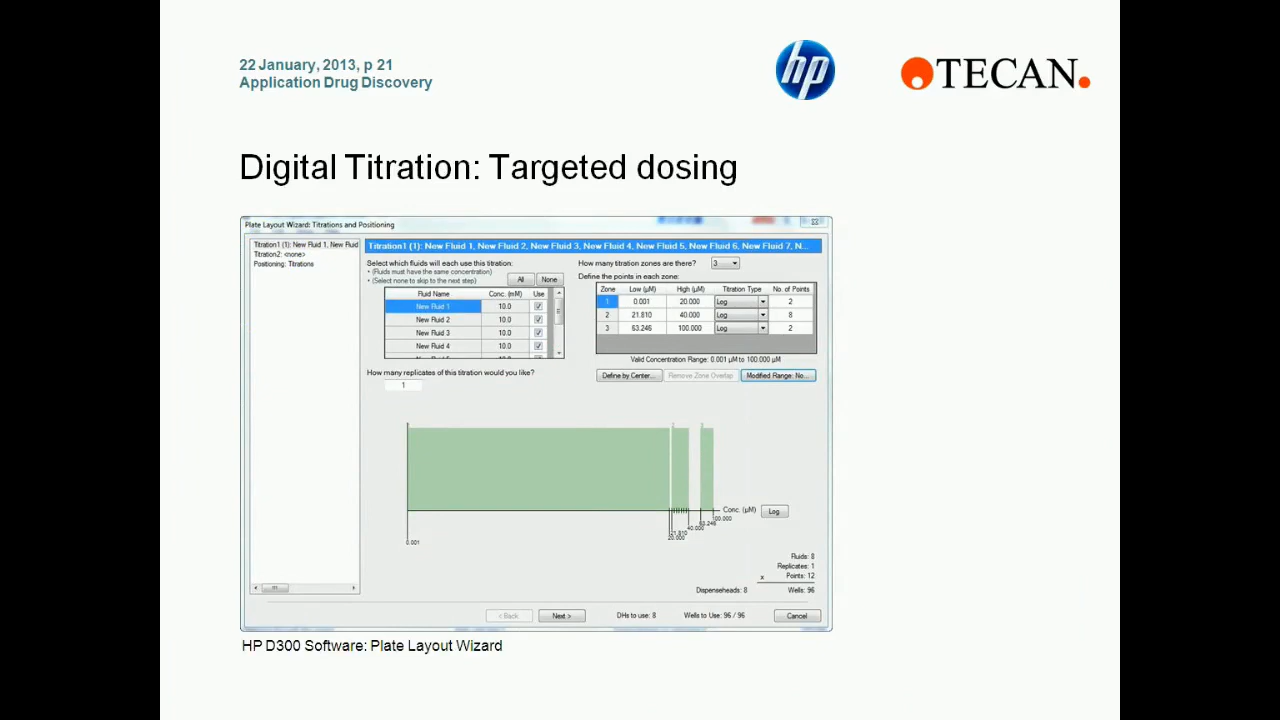 22 January, 2013, p 21
Application Drug Discovery
hp
TECAN.
Digital Titration: Targeted dosing
Plate Layout Wizard: Titrations and Positioning
Titration1 (1): New Fluid 1, New Fluid
Titration2: <none>
Positioning: Titrations
Titration1 (1): New Fluid 1, New Fluid 2, New Fluid 3, New Fluid 4, New Fluid 5, New Fluid 6, New Fluid 7, N...
Select which fluids will each use this titration:
• (Fluids must have the same concentration)
• (Select none to skip to the next step)
All None
Fluid Name Conc. (mM) Use
New Fluid 1 10.0
New Fluid 2 10.0
New Fluid 3 10.0
New Fluid 4 10.0
How many replicates of this titration would you like?
1
How many titration zones are there? 3
Define the points in each zone:
Zone Low (µM) High (µM) Titration Type No. of Points
1 0.001 20.000 Log 2
2 21.810 40.000 Log 8
3 63.246 100.000 Log 2
Valid Concentration Range: 0.001 µM to 100.000 µM
Define by Center... Remove Zone Overlap Modified Range: No...
Conc. (µM) Log
100.000
63.246
40.000
21.810
20.000
0.001
Fluids: 8
Replicates: 1
x Points: 12
Dispenseheads: 8 Wells: 96
< Back Next > DHs to use: 8 Wells to Use: 96 / 96 Cancel
HP D300 Software: Plate Layout Wizard